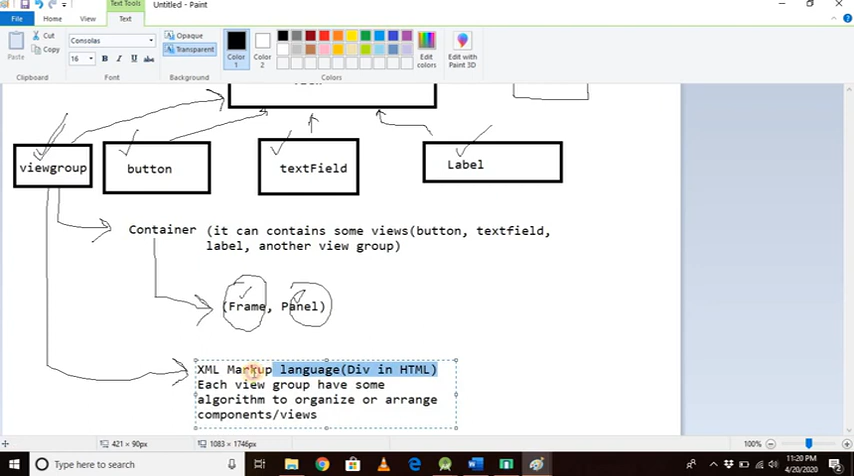 Text Tools
Untitled - Paint
File
Home
View
Text
Paste
Cut
Copy
Clipboard
Consolas
16
B I U abc
Font
Opaque
Transparent
Background
Color 1
Color 2
Edit colors
Edit with Paint 3D
Colors
viewgroup
button
textField
Label
Container (it can contains some views(button, textfield,
label, another view group)
(Frame, Panel)
XML Markup language(Div in HTML)
Each view group have some
algorithm to organize or arrange
components/views
421 × 90px
1083 × 1746px
100%
Type here to search
11:20 PM
4/20/2020